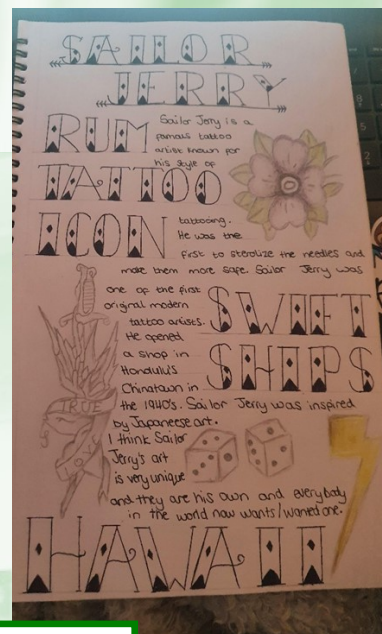 SAILOR
JERRY
RUM Sailor Jerry is a
famous tattoo
artist known for
his style of
TATTOO
ICON tattooing.
He was the
first to sterolize the needles and
make them more safe. Sailor Jerry was
one of the first
original modern
tattoo artists.
SWIFT
He opened
a shop in
SHIPS
Honolulu's
Chinatown in
the 1940's. Sailor Jerry was inspired
by Japaneese art.
TRUE
I think Sailor
Jerry's art
is very unique
and they are his own and everybody
in the world now wants/wanted one.
HAWAII